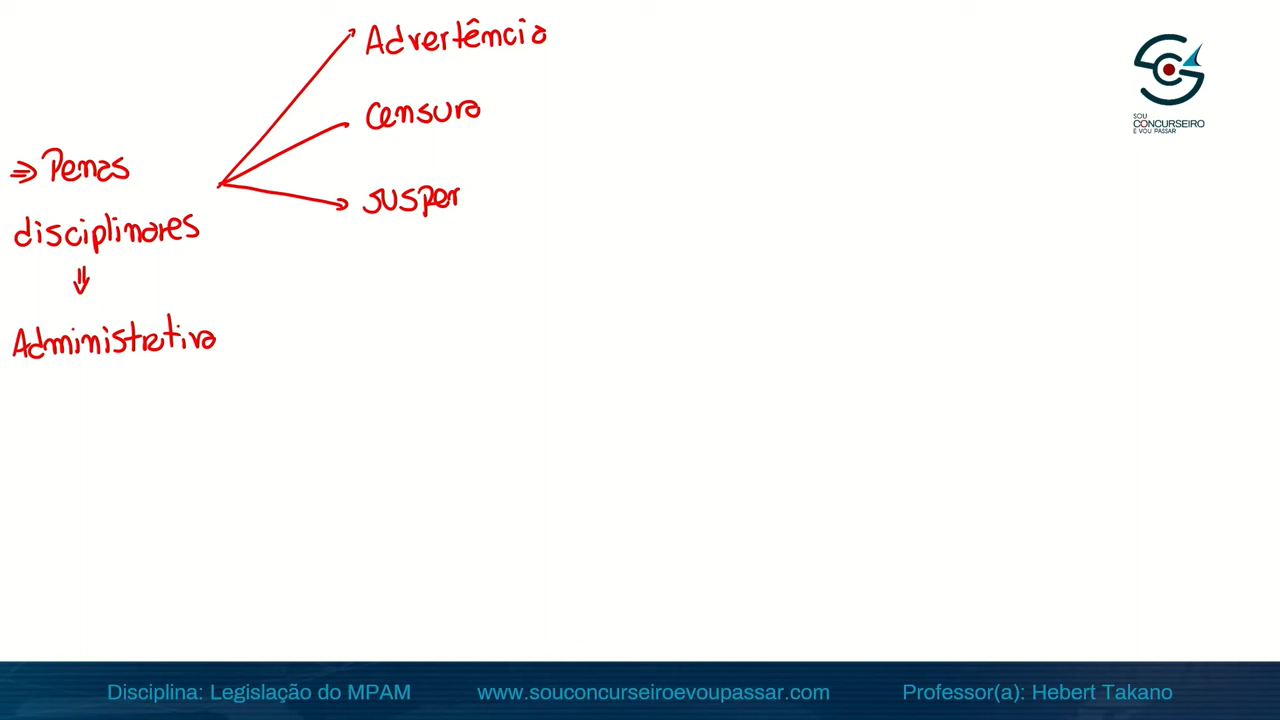 Advertência
Censura
⇒ Penas
susper
disciplinares
⇓
Administrativa
SOU
CONCURSEIRO
E VOU PASSAR
Disciplina: Legislação do MPAM
www.souconcurseiroevoupassar.com
Professor(a): Hebert Takano